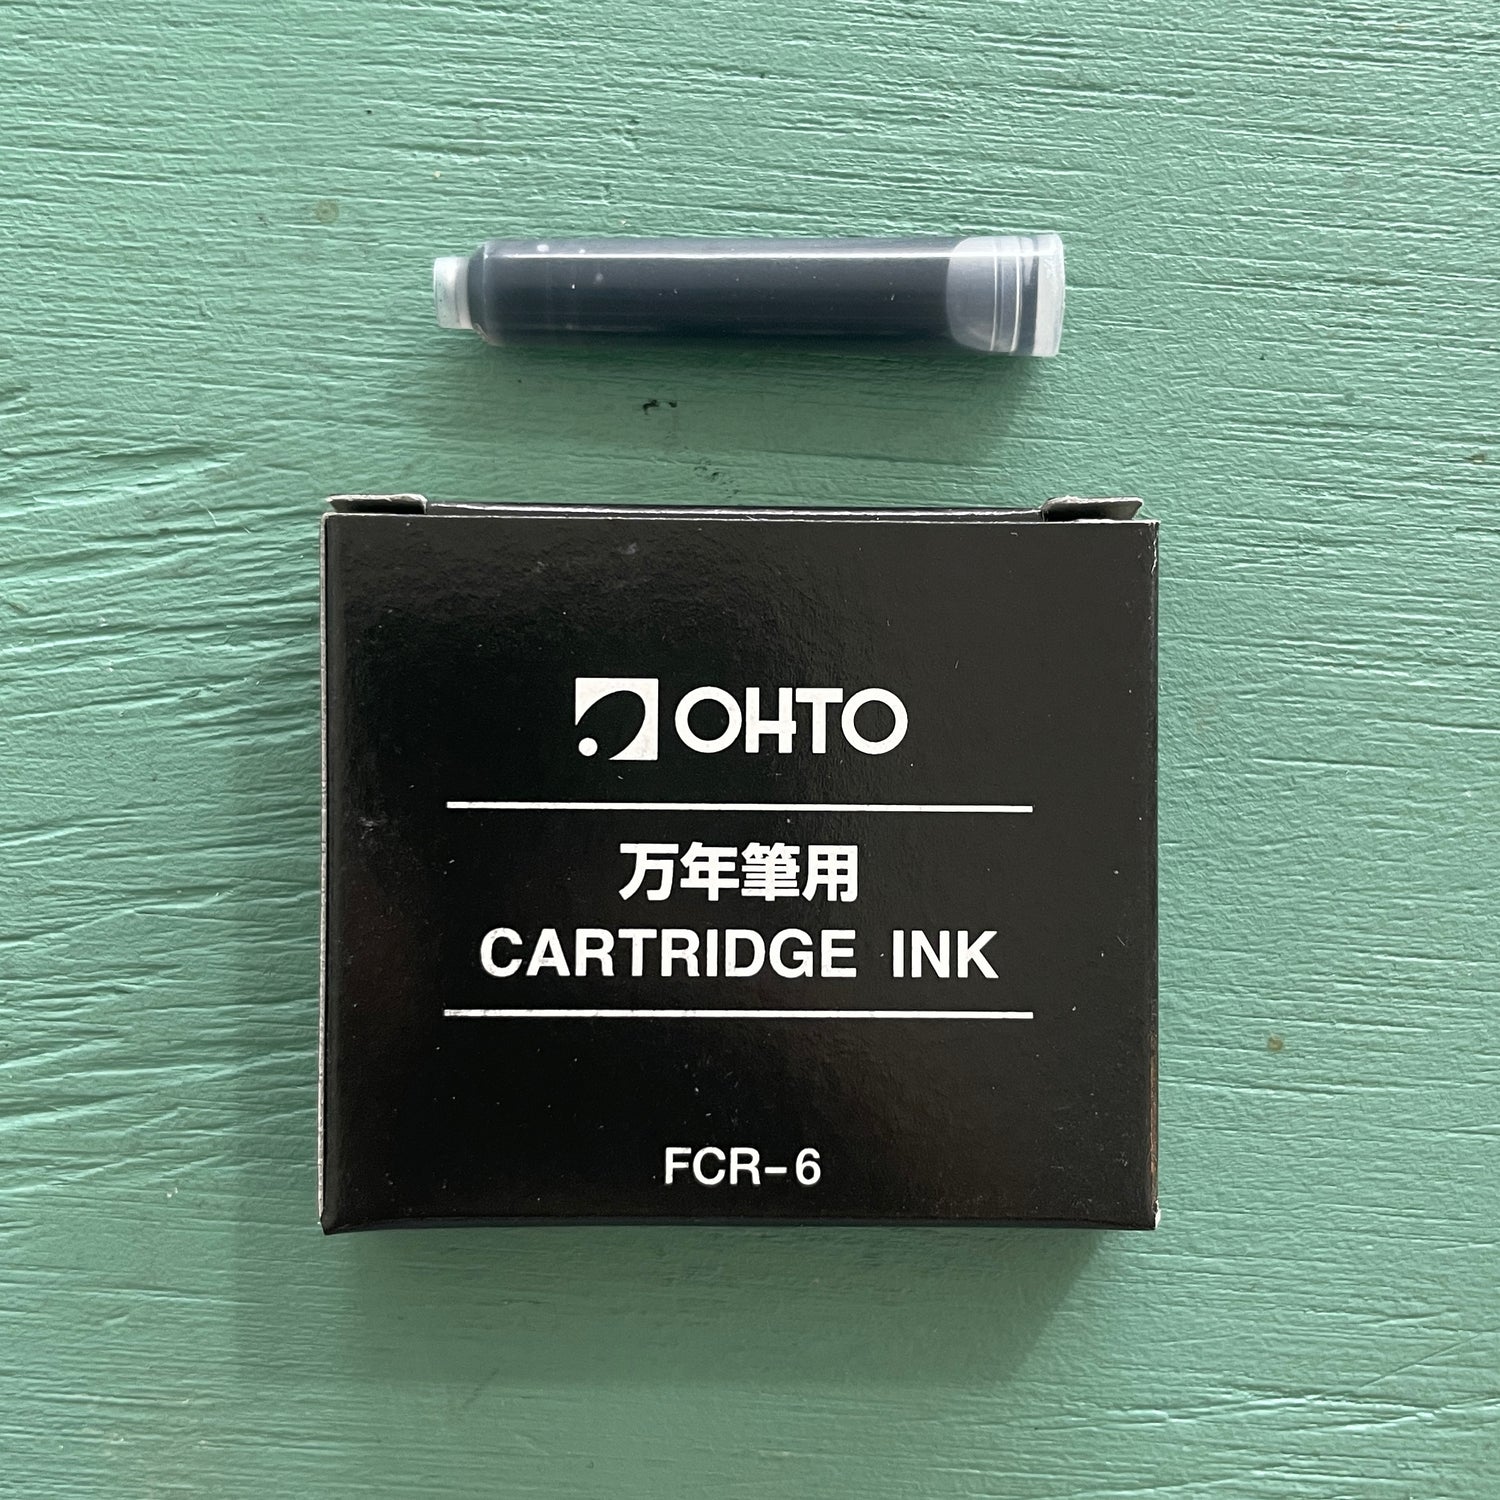 OHTO
万年筆用
CARTRIDGE INK
FCR-6